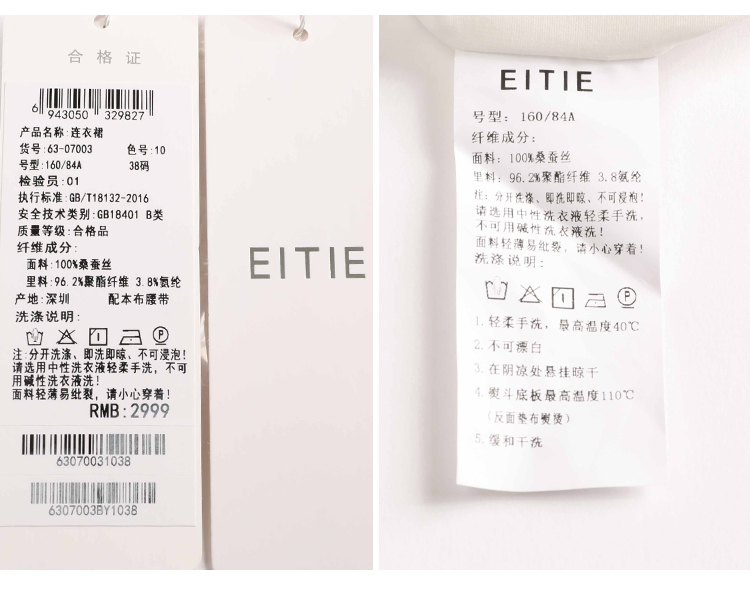 合格证
6 943050 329827
产品名称:连衣裙
货号:63-07003 色号:10
号型:160/84A 38码
检验员:01
执行标准:GB/T18132-2016
安全技术类别:GB18401 B类
质量等级:合格品
纤维成分:
面料:100%桑蚕丝
里料:96.2%聚酯纤维 3.8%氨纶
产地:深圳 配本布腰带
洗涤说明:
P
注:分开洗涤、即洗即晾、不可浸泡!
请选用中性洗衣液轻柔手洗,不可
用碱性洗衣液洗!
面料轻薄易纰裂,请小心穿着!
RMB:2999
63070031038
6307003BY1038
EITIE
EITIE
号型: 160/84A
纤维成分:
面料: 100%桑蚕丝
里料: 96.2%聚酯纤维 3.8氨纶
注:分开洗涤、即洗即晾、不可浸泡!
请选用中性洗衣液轻柔手洗,
不可用碱性洗衣液洗!
面料轻薄易纰裂,请小心穿着!
洗涤说明:
P
1.轻柔手洗,最高温度40℃
2.不可漂白
3.在阴凉处悬挂晾干
4.熨斗底板最高温度110℃
(反面垫布熨烫)
5.缓和干洗